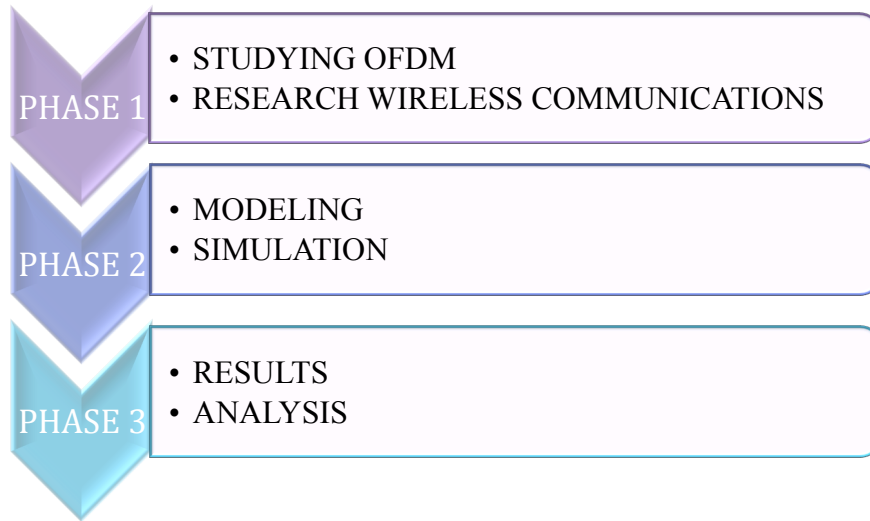 PHASE 1
• STUDYING OFDM
• RESEARCH WIRELESS COMMUNICATIONS
PHASE 2
• MODELING
• SIMULATION
PHASE 3
• RESULTS
• ANALYSIS